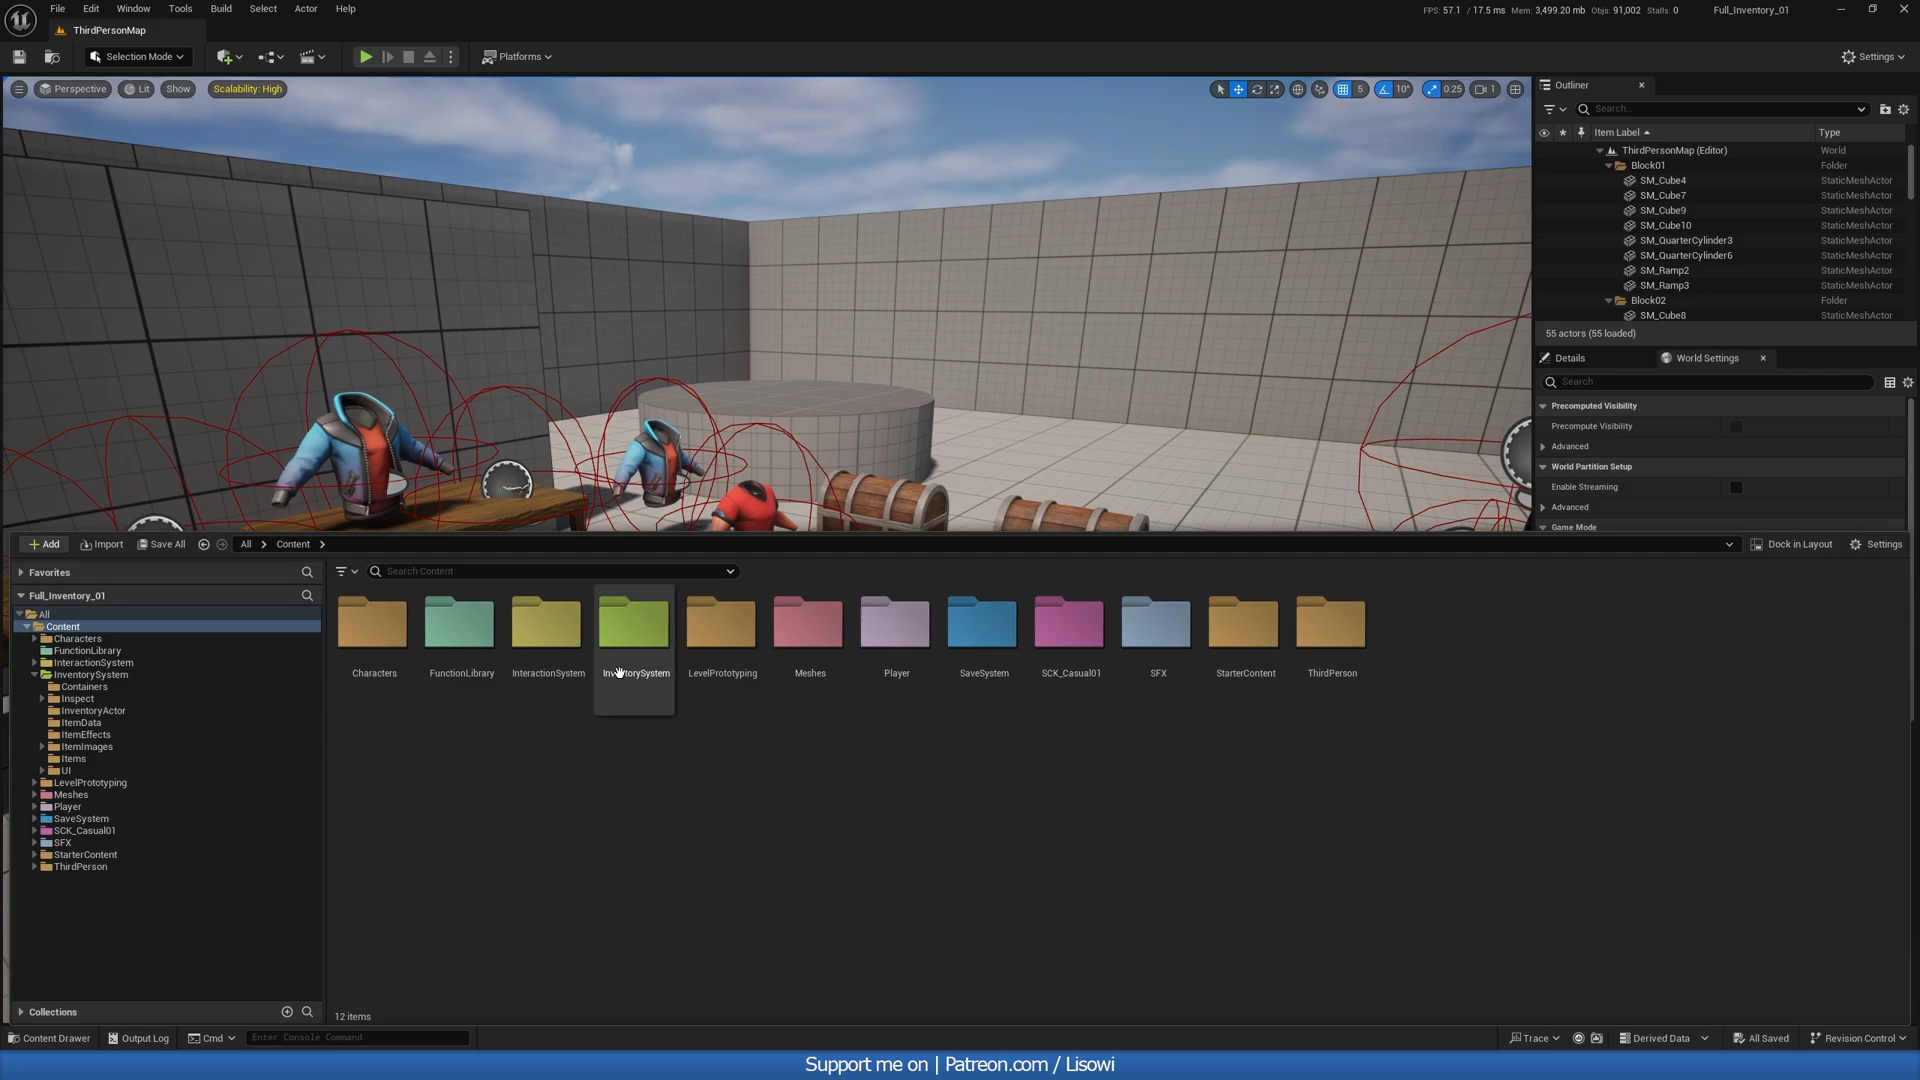 File Edit Window Tools Build Select Actor Help
FPS: 57.1 / 17.5 ms Mem: 3,499.20 mb Objs: 91,002 Stalls: 0 Full_Inventory_01
ThirdPersonMap
Selection Mode Platforms Settings
Perspective Lit Show Scalability: High 5 10° 0.25 1
Outliner
Search...
Item Label Type
ThirdPersonMap (Editor) World
Block01 Folder
SM_Cube4 StaticMeshActor
SM_Cube7 StaticMeshActor
SM_Cube9 StaticMeshActor
SM_Cube10 StaticMeshActor
SM_QuarterCylinder3 StaticMeshActor
SM_QuarterCylinder6 StaticMeshActor
SM_Ramp2 StaticMeshActor
SM_Ramp3 StaticMeshActor
Block02 Folder
SM_Cube8 StaticMeshActor
55 actors (55 loaded)
Details World Settings
Search
Precomputed Visibility
Precompute Visibility
Advanced
World Partition Setup
Enable Streaming
Advanced
Game Mode
Add Import Save All All Content Dock in Layout Settings
Favorites
Full_Inventory_01
All
Content
Characters
FunctionLibrary
InteractionSystem
InventorySystem
Containers
Inspect
InventoryActor
ItemData
ItemEffects
ItemImages
Items
UI
LevelPrototyping
Meshes
Player
SaveSystem
SCK_Casual01
SFX
StarterContent
ThirdPerson
Collections
Search Content
Characters FunctionLibrary InteractionSystem InventorySystem LevelPrototyping Meshes Player SaveSystem SCK_Casual01 SFX StarterContent ThirdPerson
12 items
Content Drawer Output Log Cmd Enter Console Command Trace Derived Data All Saved Revision Control
Support me on | Patreon.com / Lisowi